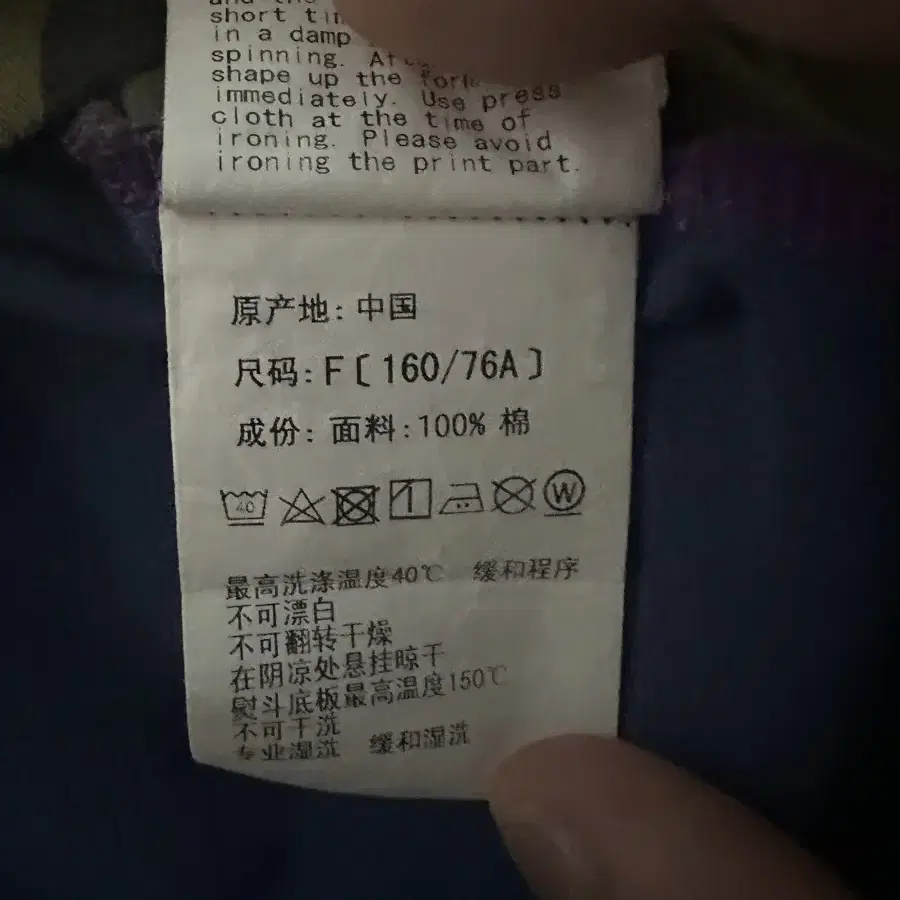 and the
short
in a damp
spinning.
shape up the
immediately. Use press
cloth at the time of
ironing. Please avoid
ironing the print part.
原产地: 中国
尺码: F〔160/76A〕
成份: 面料:100% 棉
40 W
最高洗涤温度40℃ 缓和程序
不可漂白
不可翻转干燥
在阴凉处悬挂晾干
熨斗底板最高温度150℃
不可干洗
专业湿洗 缓和湿洗